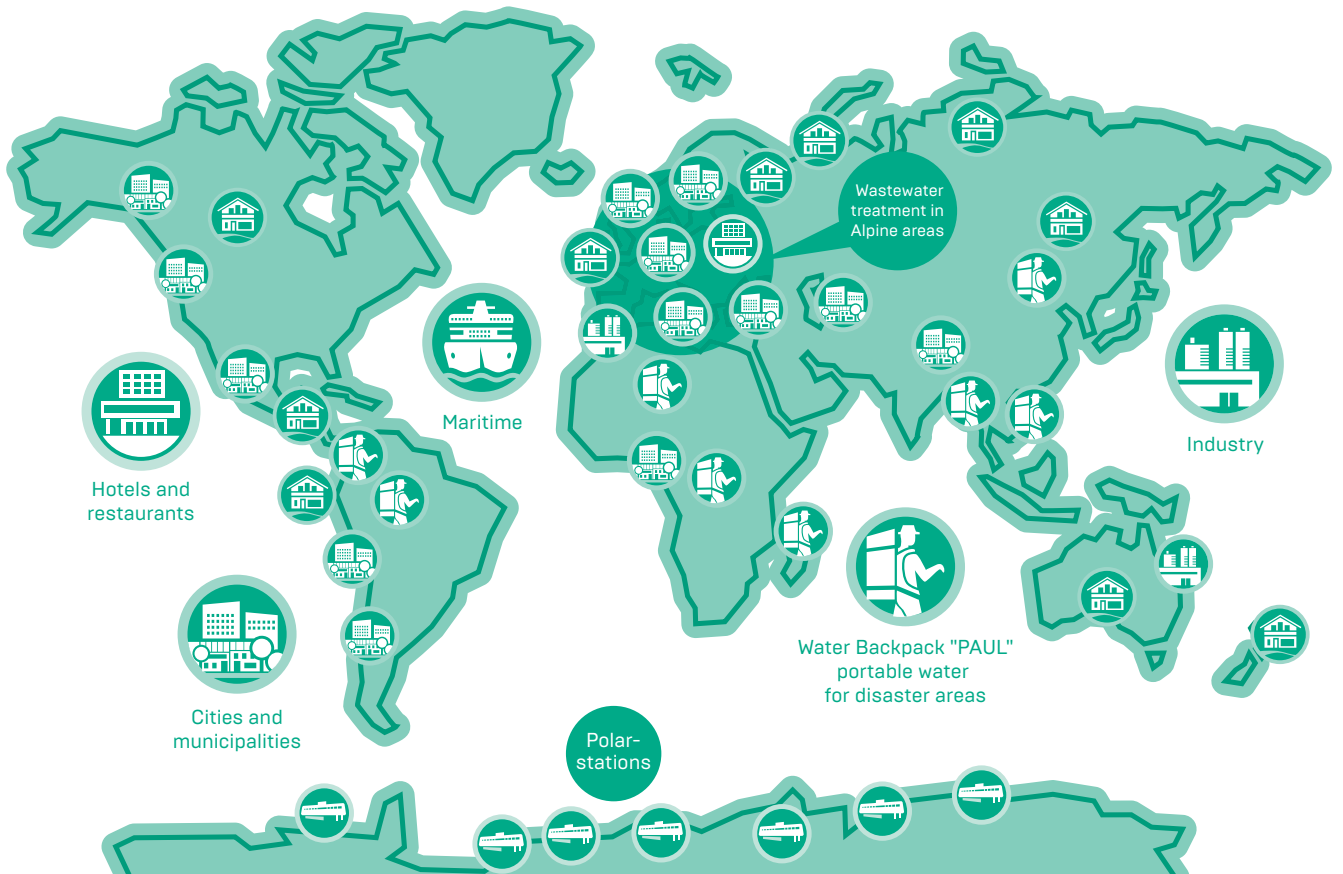 Wastewater
treatment in
Alpine areas
Maritime
Industry
Hotels and
restaurants
Water Backpack "PAUL"
portable water
for disaster areas
Cities and
municipalities
Polar-
stations